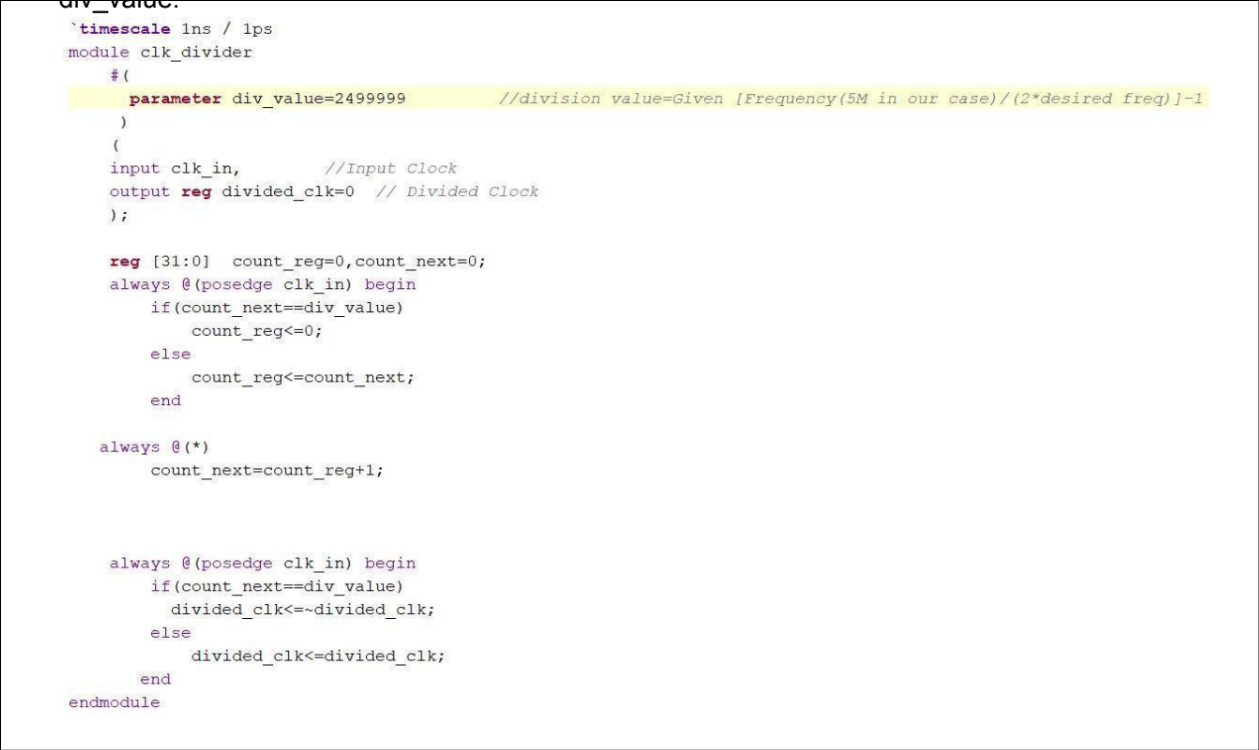 div_value.
`timescale 1ns / 1ps
module clk_divider
#(
parameter div_value=2499999 //division value=Given [Frequency(5M in our case)/(2*desired freq)]-1
)
(
input clk_in, //Input Clock
output reg divided_clk=0 // Divided Clock
);
reg [31:0] count_reg=0,count_next=0;
always @(posedge clk_in) begin
if(count_next==div_value)
count_reg<=0;
else
count_reg<=count_next;
end
always @(*)
count_next=count_reg+1;
always @(posedge clk_in) begin
if(count_next==div_value)
divided_clk<=~divided_clk;
else
divided_clk<=divided_clk;
end
endmodule